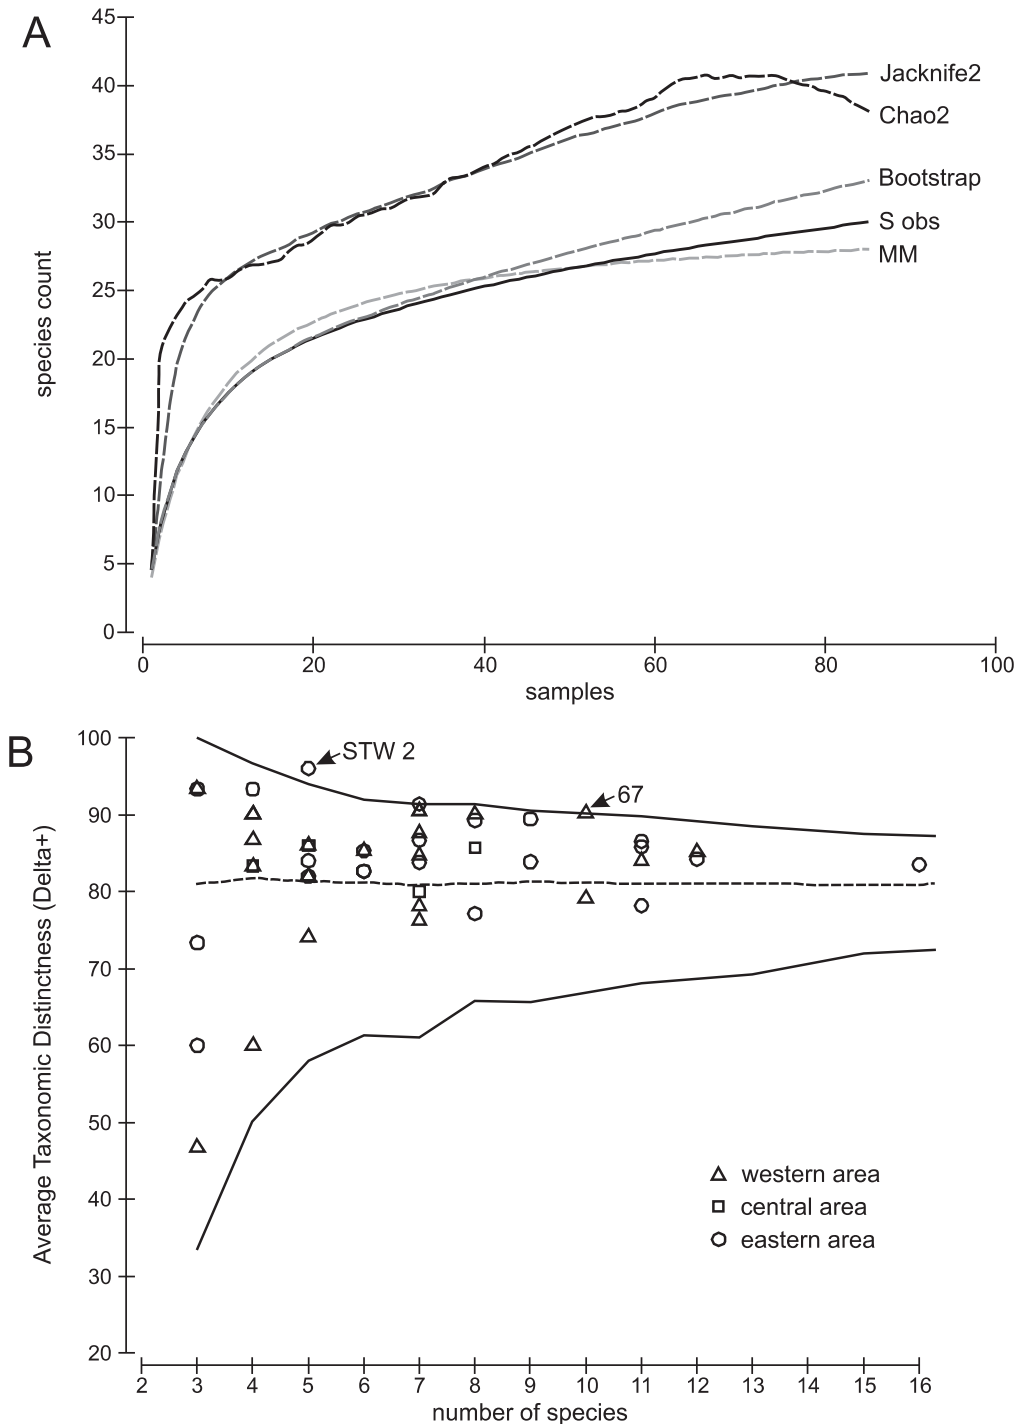 A
45
40
35
30
25
20
15
10
5
0
species count
Jacknife2
Chao2
Bootstrap
S obs
MM
0 20 40 60 80 100
samples
B
100
90
80
70
60
50
40
30
20
Average Taxonomic Distinctness (Delta+)
STW 2
67
western area
central area
eastern area
2 3 4 5 6 7 8 9 10 11 12 13 14 15 16
number of species